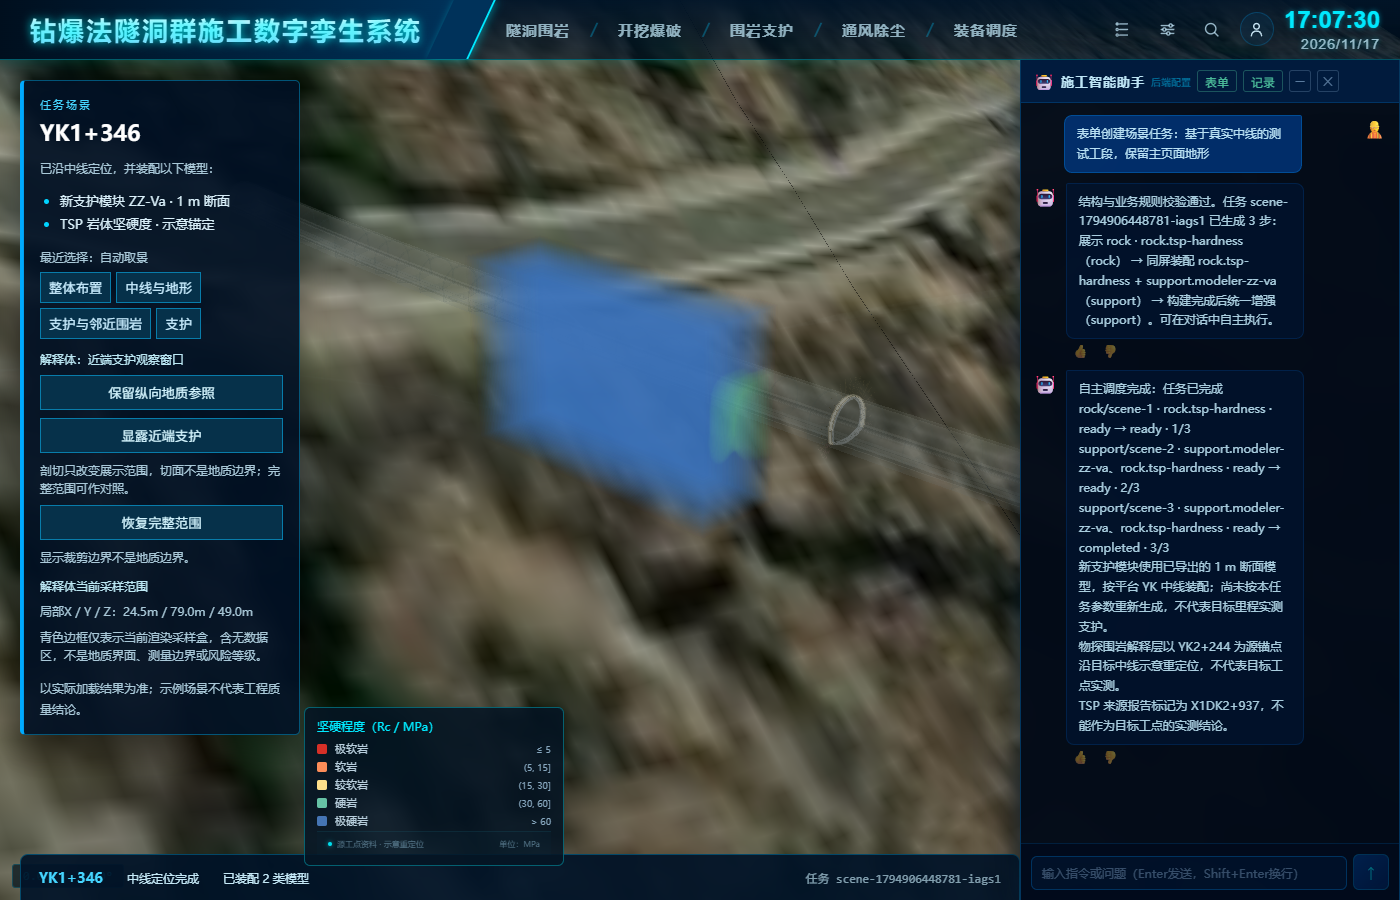 钻爆法隧洞群施工数字孪生系统
隧洞围岩 / 开挖爆破 / 围岩支护 / 通风除尘 / 装备调度
17:07:30
2026/11/17
任务场景
YK1+346
已沿中线定位，并装配以下模型：
新支护模块 ZZ-Va · 1 m 断面
TSP 岩体坚硬度 · 示意锚定
最近选择：自动取景
整体布置 中线与地形
支护与邻近围岩 支护
解释体：近端支护观察窗口
保留纵向地质参照
显露近端支护
剖切只改变展示范围，切面不是地质边界；完
整范围可作对照。
恢复完整范围
显示裁剪边界不是地质边界。
解释体当前采样范围
局部X / Y / Z：24.5m / 79.0m / 49.0m
青色边框仅表示当前渲染采样盒，含无数据
区，不是地质界面、测量边界或风险等级。
以实际加载结果为准；示例场景不代表工程质
量结论。
坚硬程度（Rc / MPa）
极软岩 ≤ 5
软岩 (5, 15]
较软岩 (15, 30]
硬岩 (30, 60]
极硬岩 > 60
源工点资料 · 示意重定位 单位：MPa
YK1+346 中线定位完成 已装配 2 类模型 任务 scene-1794906448781-iags1
施工智能助手 后端配置 表单 记录
表单创建场景任务：基于真实中线的测
试工段，保留主页面地形
结构与业务规则校验通过。任务 scene-
1794906448781-iags1 已生成 3 步：
展示 rock · rock.tsp-hardness
（rock） → 同屏装配 rock.tsp-
hardness + support.modeler-zz-va
（support） → 构建完成后统一增强
（support）。可在对话中自主执行。
自主调度完成：任务已完成
rock/scene-1 · rock.tsp-hardness ·
ready → ready · 1/3
support/scene-2 · support.modeler-
zz-va、rock.tsp-hardness · ready →
ready · 2/3
support/scene-3 · support.modeler-
zz-va、rock.tsp-hardness · ready →
completed · 3/3
新支护模块使用已导出的 1 m 断面模
型，按平台 YK 中线装配；尚未按本任
务参数重新生成，不代表目标里程实测
支护。
物探围岩解释层以 YK2+244 为源锚点
沿目标中线示意重定位，不代表目标工
点实测。
TSP 来源报告标记为 X1DK2+937，不
能作为目标工点的实测结论。
输入指令或问题（Enter发送，Shift+Enter换行）